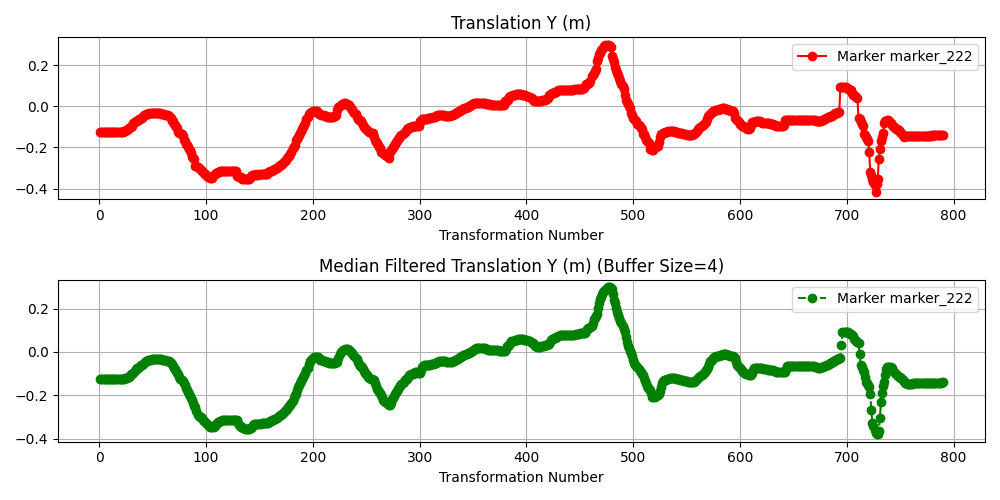 Translation Y (m)
Marker marker_222
0.2
0.0
−0.2
−0.4
0 100 200 300 400 500 600 700 800
Transformation Number
Median Filtered Translation Y (m) (Buffer Size=4)
Marker marker_222
0.2
0.0
−0.2
−0.4
0 100 200 300 400 500 600 700 800
Transformation Number